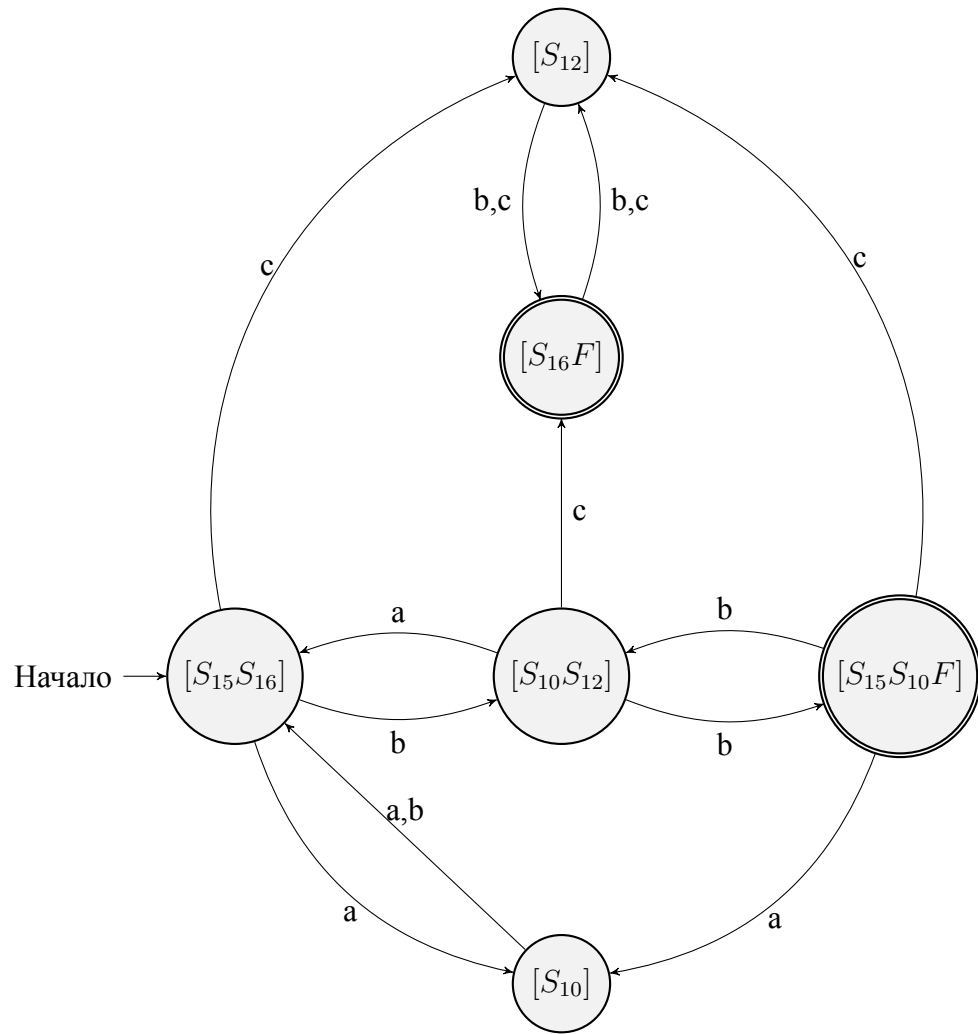 [S₁₂]
b,c
b,c
c
c
[S₁₆F]
c
a
b
Начало
[S₁₅S₁₆]
[S₁₀S₁₂]
[S₁₅S₁₀F]
b
b
a,b
a
a
[S₁₀]